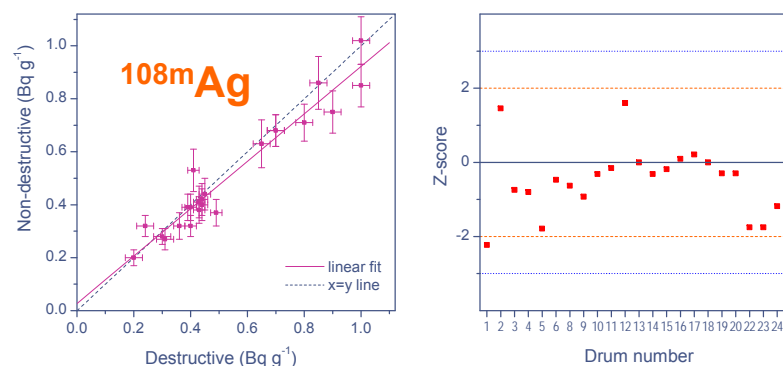 108mAg
Non-destructive (Bq g-1)
1.0
0.8
0.6
0.4
0.2
0.0
linear fit
x=y line
0.0 0.2 0.4 0.6 0.8 1.0
Destructive (Bq g-1)
Z-score
2
0
-2
1 2 3 4 5 6 8 9 10 11 12 13 14 15 16 17 18 19 20 22 23 24
Drum number